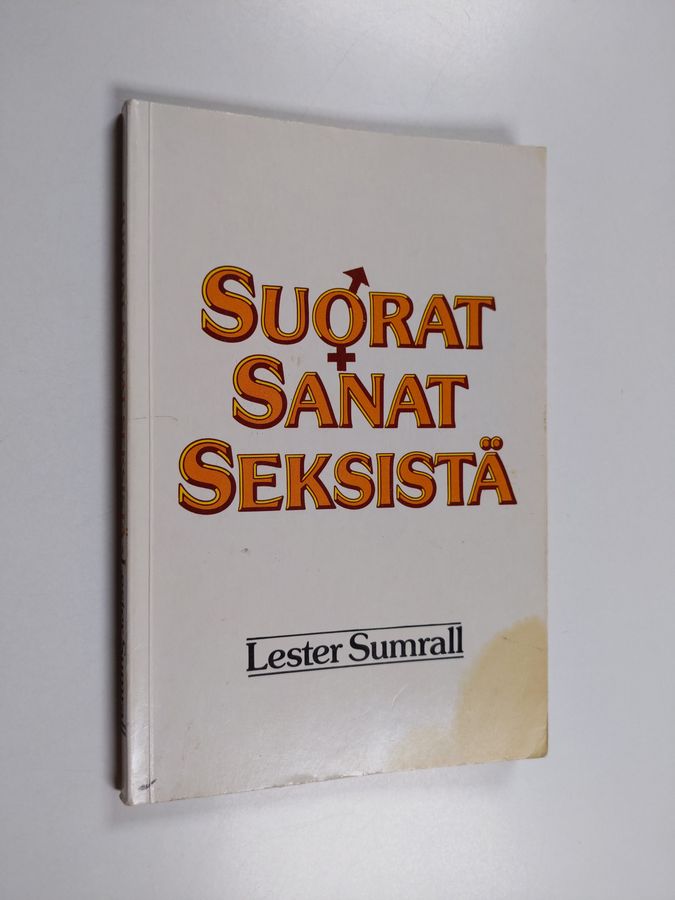 SUORAT
SANAT
SEKSISTÄ
Lester Sumrall